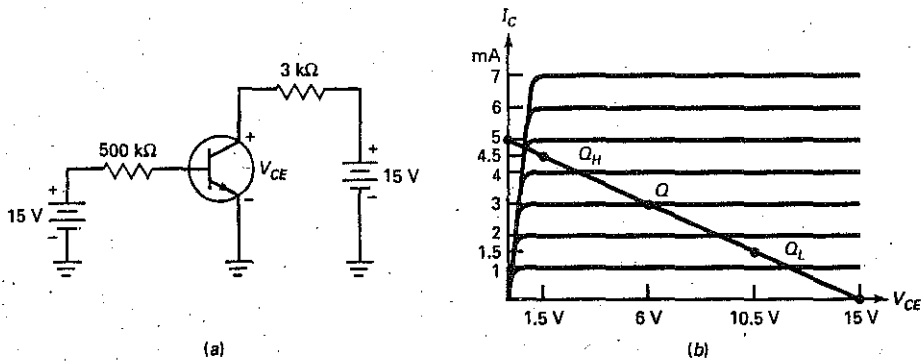 3 kΩ
500 kΩ
+
V_CE
-
+
15 V
-
+
15 V
-
(a)
I_C
mA
7
6
5
4.5
4
3
2
1.5
1
Q_H
Q
Q_L
1.5 V
6 V
10.5 V
15 V
V_CE
(b)